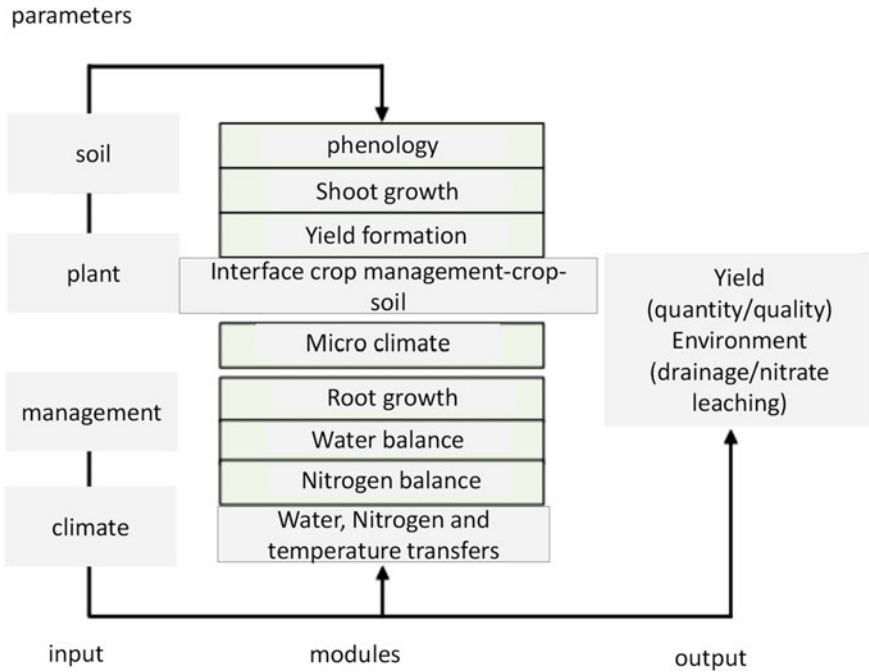 parameters
soil
plant
management
climate
input
phenology
Shoot growth
Yield formation
Interface crop management-crop-
soil
Micro climate
Root growth
Water balance
Nitrogen balance
Water, Nitrogen and
temperature transfers
modules
Yield
(quantity/quality)
Environment
(drainage/nitrate
leaching)
output